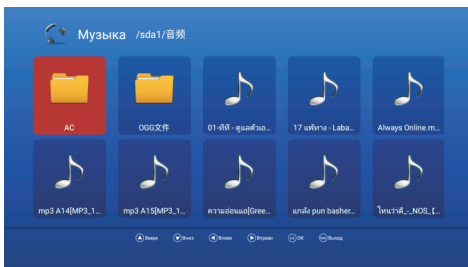 Музыка /sda1/音频
AC
OGG文件
01-ทีที - ดูแลตัวเอ...
17 แพ้ทาง - Laba...
Always Online.m...
mp3 A14[MP3_1...
mp3 A15[MP3_1...
ความอ่อนแอ[Gree...
แกล้ง pun basher...
ไหนว่าดี_-_NOS_[...
Вверх Вниз Влево Вправо OK Выход